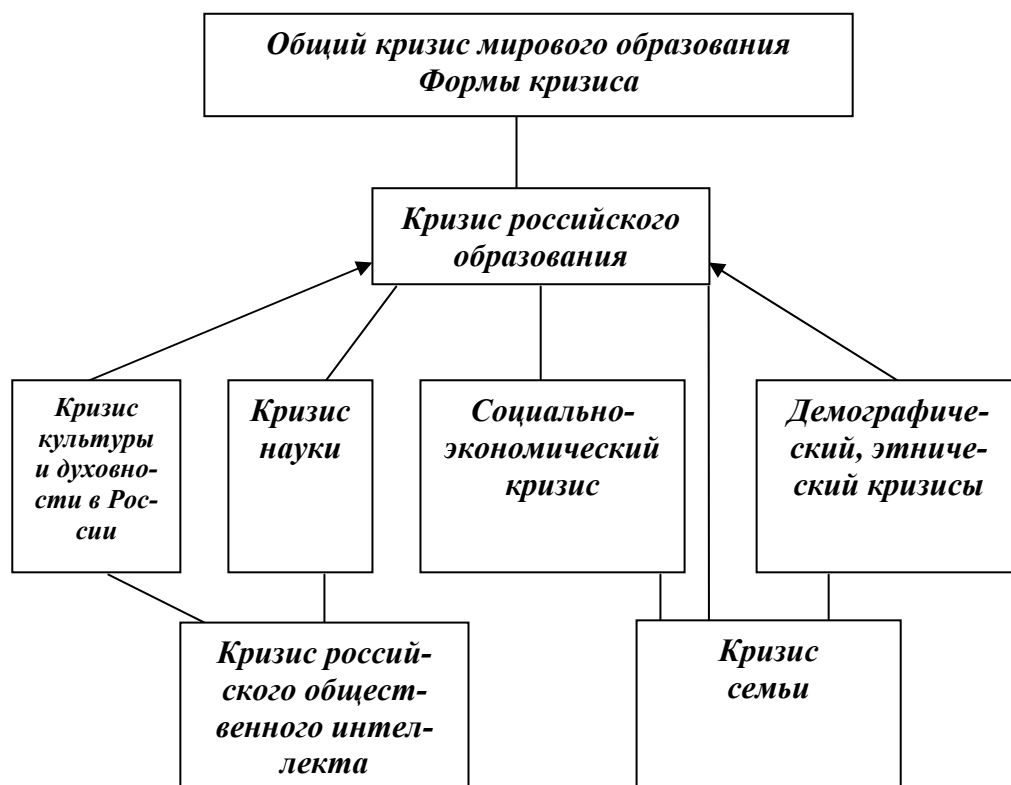 Общий кризис мирового образования
Формы кризиса
Кризис российского
образования
Кризис
культуры
и духовно-
сти в Рос-
сии
Кризис
науки
Социально-
экономический
кризис
Демографиче-
ский, этниче-
ский кризисы
Кризис россий-
ского общест-
венного интел-
лекта
Кризис
семьи